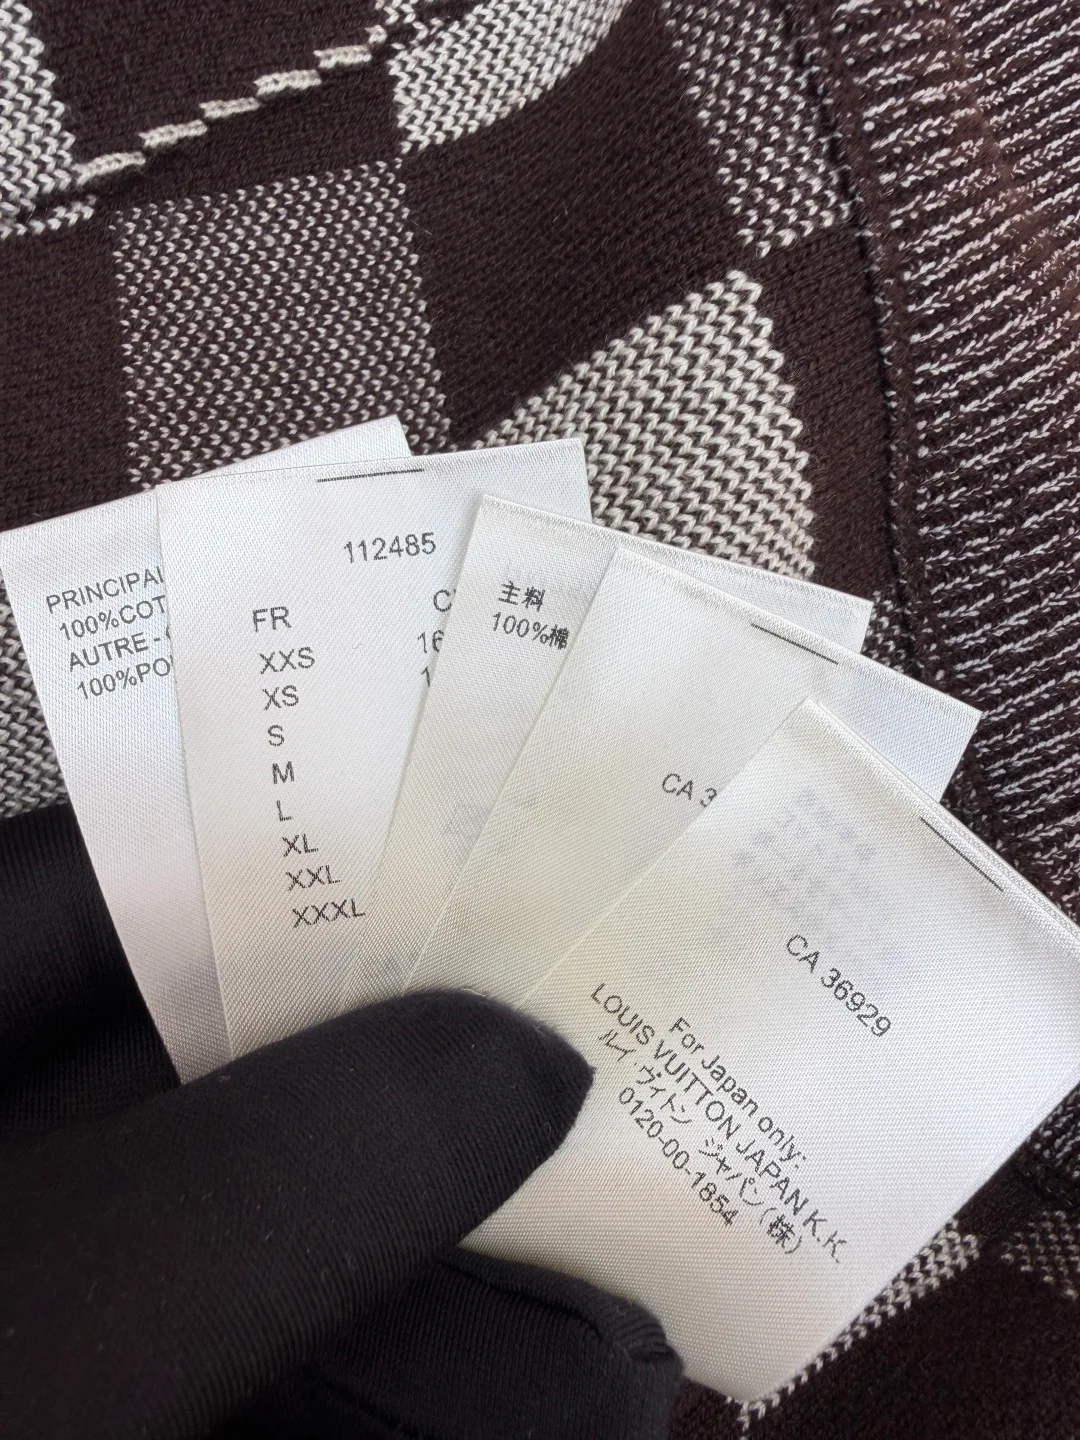 PRINCIPAL
100%COT
AUTRE -
100%PO
112485
FR
XXS
XS
S
M
L
XL
XXL
XXXL
C
16
1
主料
100%棉
CA 3
CA 36929
For Japan only:
LOUIS VUITTON JAPAN K.K.
ルイ・ヴィトン ジャパン(株)
0120-00-1854